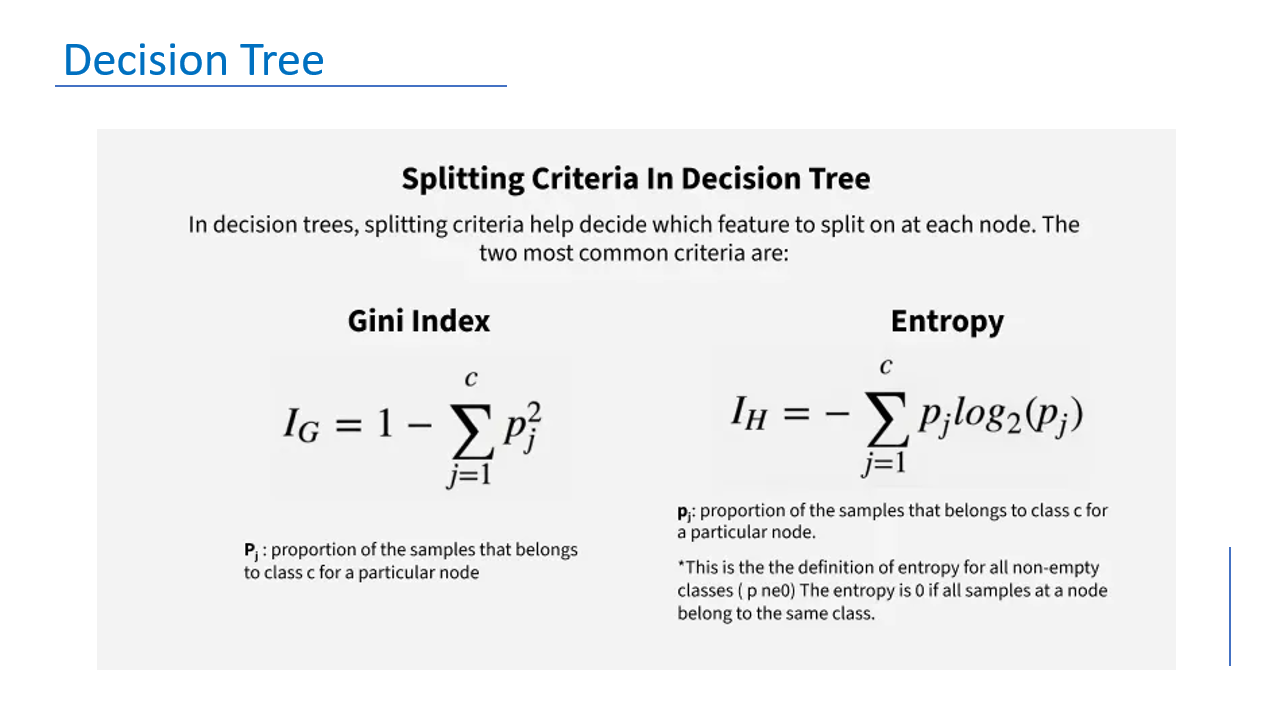 Decision Tree
Splitting Criteria In Decision Tree
In decision trees, splitting criteria help decide which feature to split on at each node. The
two most common criteria are:
Gini Index
I_G = 1 − ∑_{j=1}^{c} p_j^2
P_j : proportion of the samples that belongs
to class c for a particular node
Entropy
I_H = − ∑_{j=1}^{c} p_j log_2(p_j)
p_j: proportion of the samples that belongs to class c for
a particular node.
*This is the the definition of entropy for all non-empty
classes ( p ne0) The entropy is 0 if all samples at a node
belong to the same class.